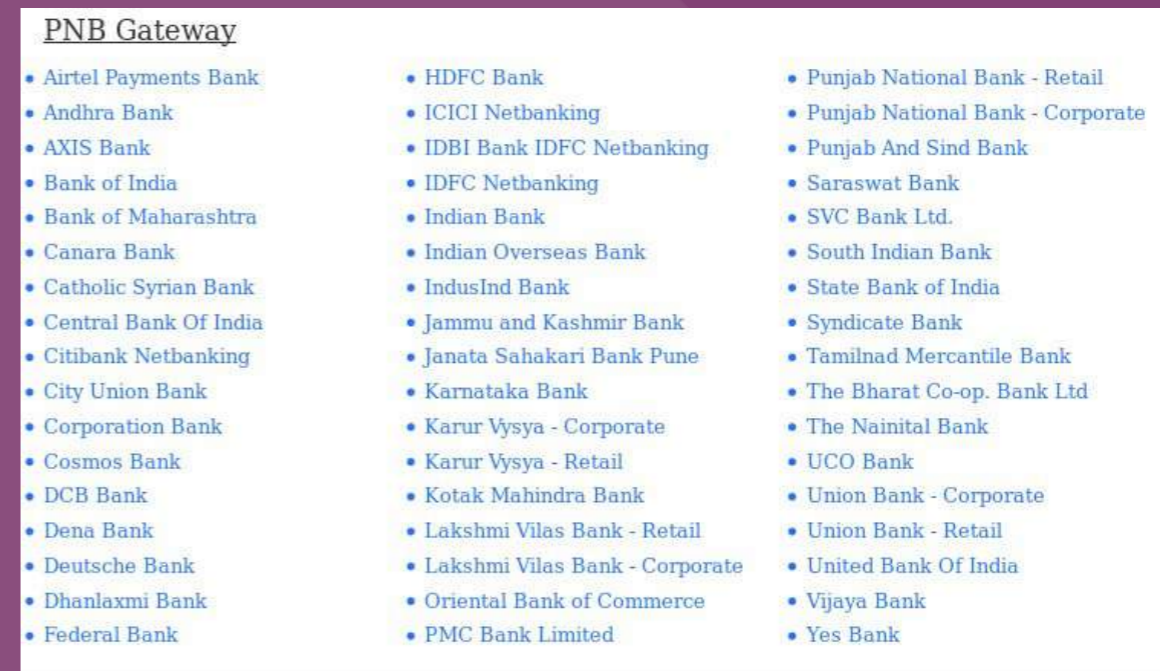 PNB Gateway
• Airtel Payments Bank
• Andhra Bank
• AXIS Bank
• Bank of India
• Bank of Maharashtra
• Canara Bank
• Catholic Syrian Bank
• Central Bank Of India
• Citibank Netbanking
• City Union Bank
• Corporation Bank
• Cosmos Bank
• DCB Bank
• Dena Bank
• Deutsche Bank
• Dhanlaxmi Bank
• Federal Bank
• HDFC Bank
• ICICI Netbanking
• IDBI Bank IDFC Netbanking
• IDFC Netbanking
• Indian Bank
• Indian Overseas Bank
• IndusInd Bank
• Jammu and Kashmir Bank
• Janata Sahakari Bank Pune
• Karnataka Bank
• Karur Vysya - Corporate
• Karur Vysya - Retail
• Kotak Mahindra Bank
• Lakshmi Vilas Bank - Retail
• Lakshmi Vilas Bank - Corporate
• Oriental Bank of Commerce
• PMC Bank Limited
• Punjab National Bank - Retail
• Punjab National Bank - Corporate
• Punjab And Sind Bank
• Saraswat Bank
• SVC Bank Ltd.
• South Indian Bank
• State Bank of India
• Syndicate Bank
• Tamilnad Mercantile Bank
• The Bharat Co-op. Bank Ltd
• The Nainital Bank
• UCO Bank
• Union Bank - Corporate
• Union Bank - Retail
• United Bank Of India
• Vijaya Bank
• Yes Bank